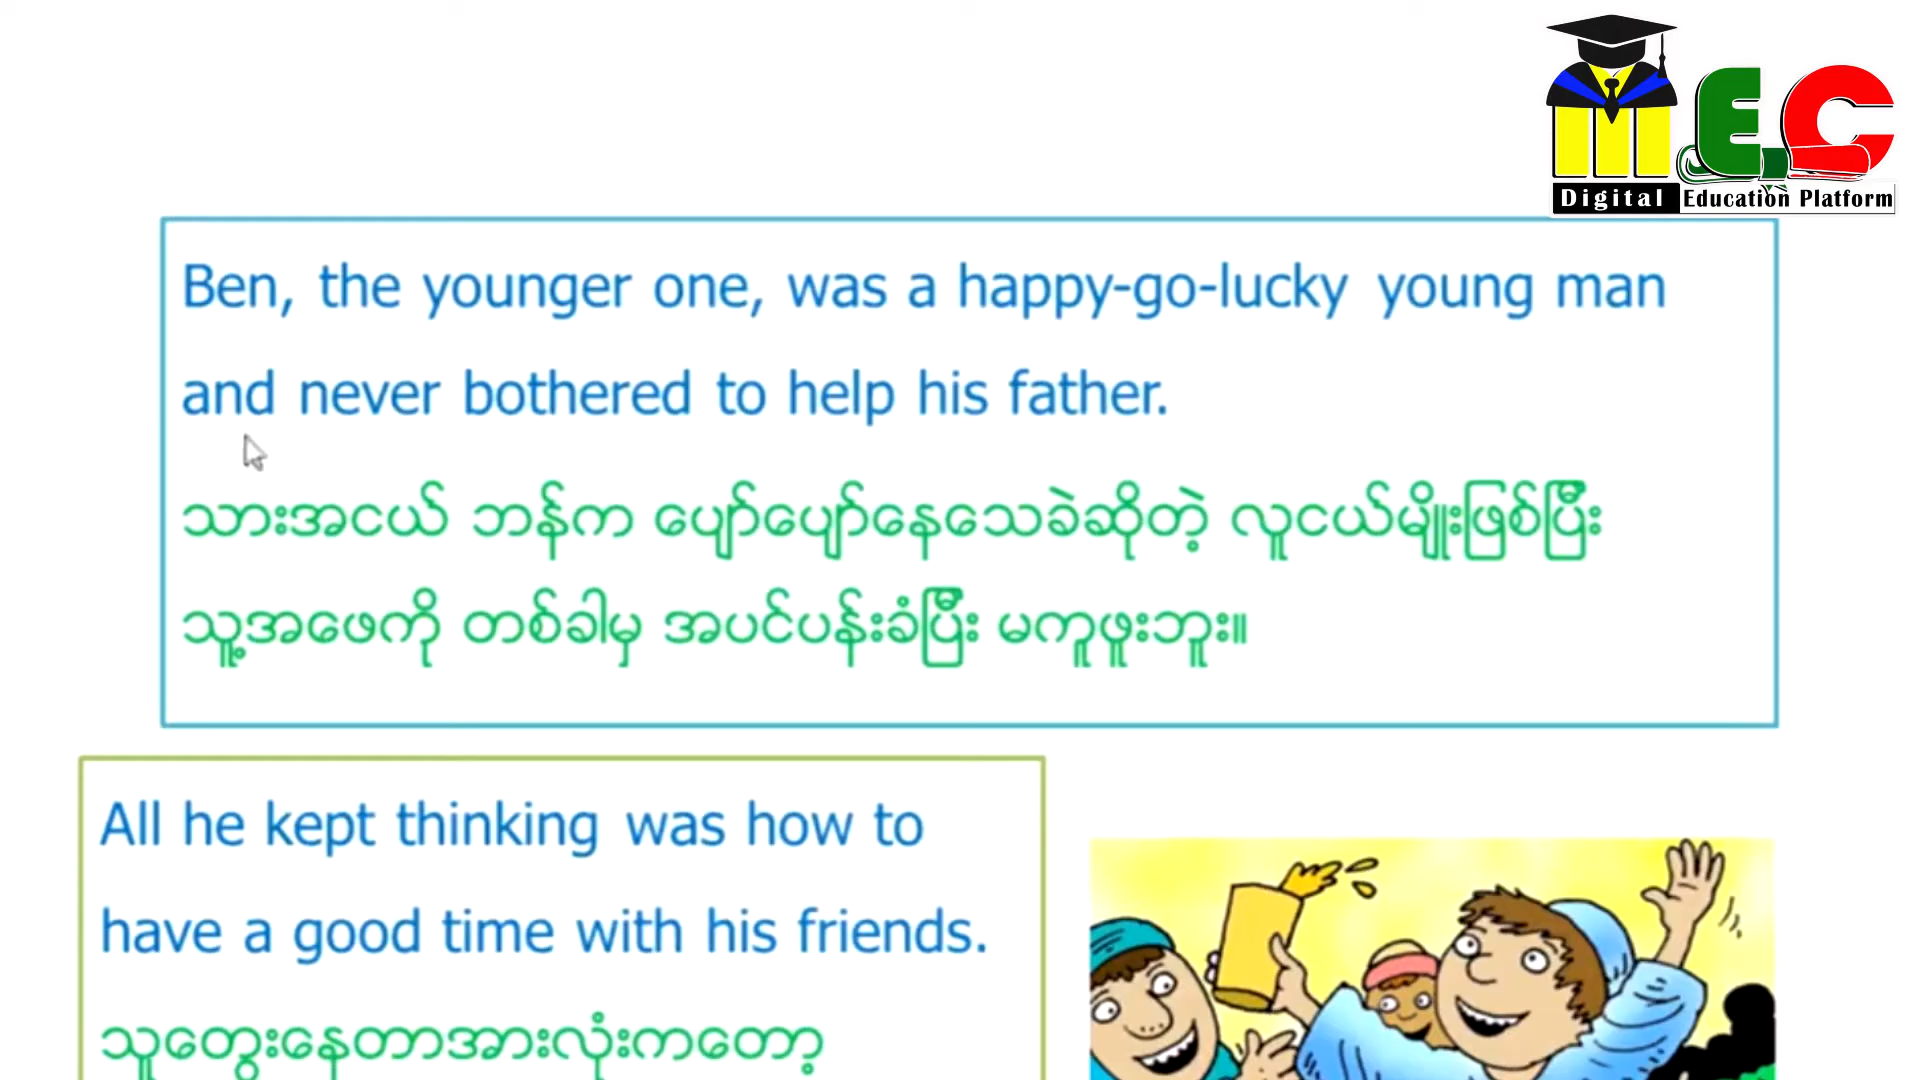 MEC
Digital Education Platform
Ben, the younger one, was a happy-go-lucky young man
and never bothered to help his father.
သားအငယ် ဘန်က ပျော်ပျော်နေသေခဲဆိုတဲ့ လူငယ်မျိုးဖြစ်ပြီး
သူ့အဖေကို တစ်ခါမှ အပင်ပန်းခံပြီး မကူဖူးဘူး။
All he kept thinking was how to
have a good time with his friends.
သူတွေးနေတာအားလုံးကတော့